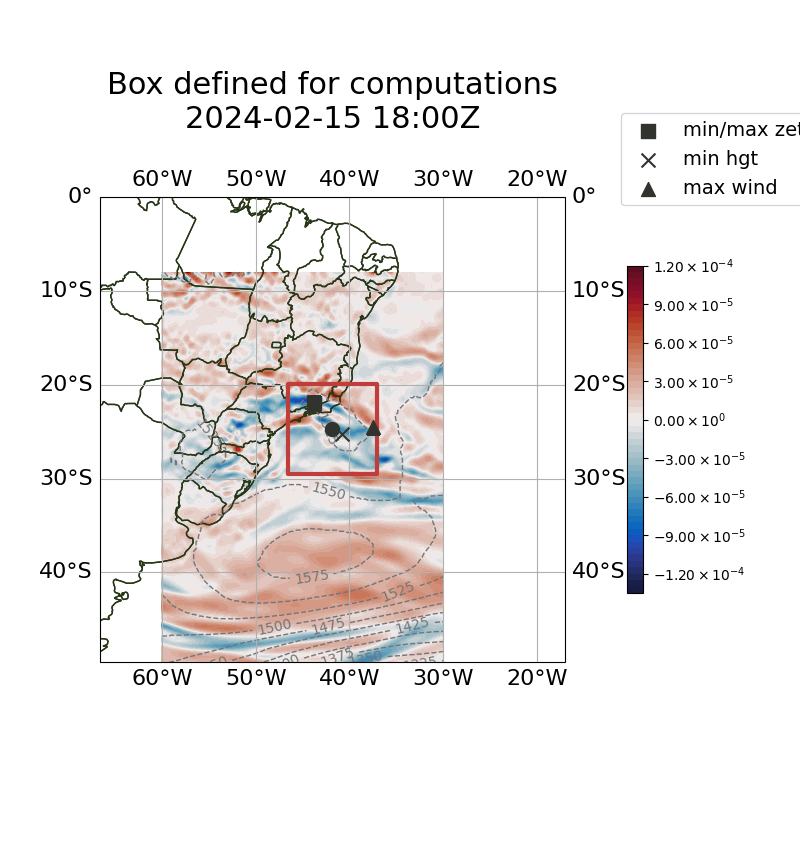 Box defined for computations
2024-02-15 18:00Z
min/max zet
min hgt
max wind
60°W 50°W 40°W 30°W 20°W
0° 0°
10°S 10°S
20°S 20°S
30°S 30°S
40°S 40°S
1550
1575
1525
1500 1475 1425
1375
60°W 50°W 40°W 30°W 20°W
1.20 × 10⁻⁴
9.00 × 10⁻⁵
6.00 × 10⁻⁵
3.00 × 10⁻⁵
0.00 × 10⁰
−3.00 × 10⁻⁵
−6.00 × 10⁻⁵
−9.00 × 10⁻⁵
−1.20 × 10⁻⁴